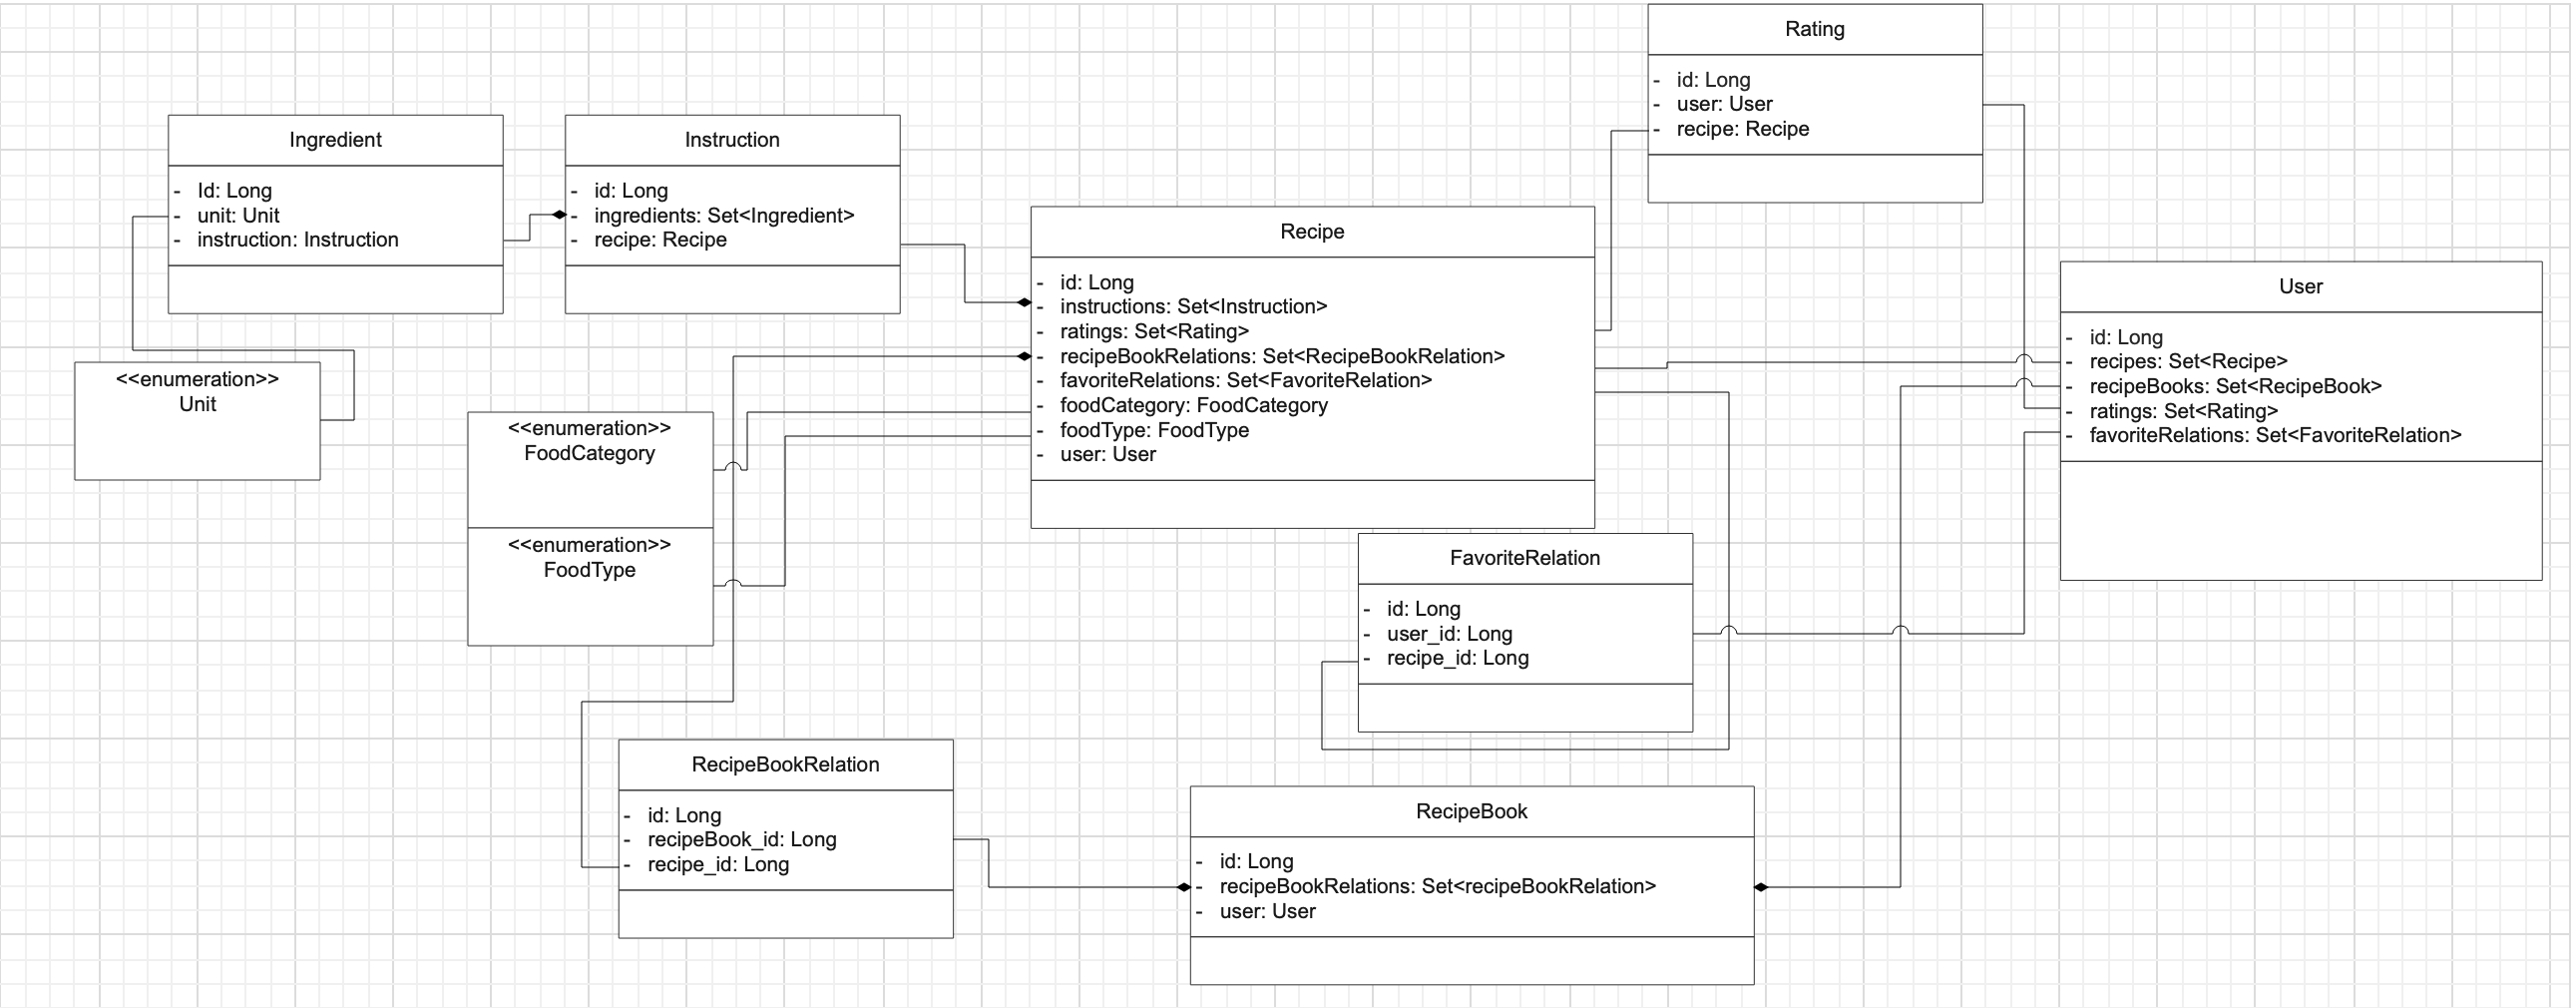 Rating
- id: Long
- user: User
- recipe: Recipe
Ingredient
- Id: Long
- unit: Unit
- instruction: Instruction
Instruction
- id: Long
- ingredients: Set<Ingredient>
- recipe: Recipe
Recipe
- id: Long
- instructions: Set<Instruction>
- ratings: Set<Rating>
- recipeBookRelations: Set<RecipeBookRelation>
- favoriteRelations: Set<FavoriteRelation>
- foodCategory: FoodCategory
- foodType: FoodType
- user: User
User
- id: Long
- recipes: Set<Recipe>
- recipeBooks: Set<RecipeBook>
- ratings: Set<Rating>
- favoriteRelations: Set<FavoriteRelation>
<<enumeration>>
Unit
<<enumeration>>
FoodCategory
<<enumeration>>
FoodType
FavoriteRelation
- id: Long
- user_id: Long
- recipe_id: Long
RecipeBookRelation
- id: Long
- recipeBook_id: Long
- recipe_id: Long
RecipeBook
- id: Long
- recipeBookRelations: Set<recipeBookRelation>
- user: User